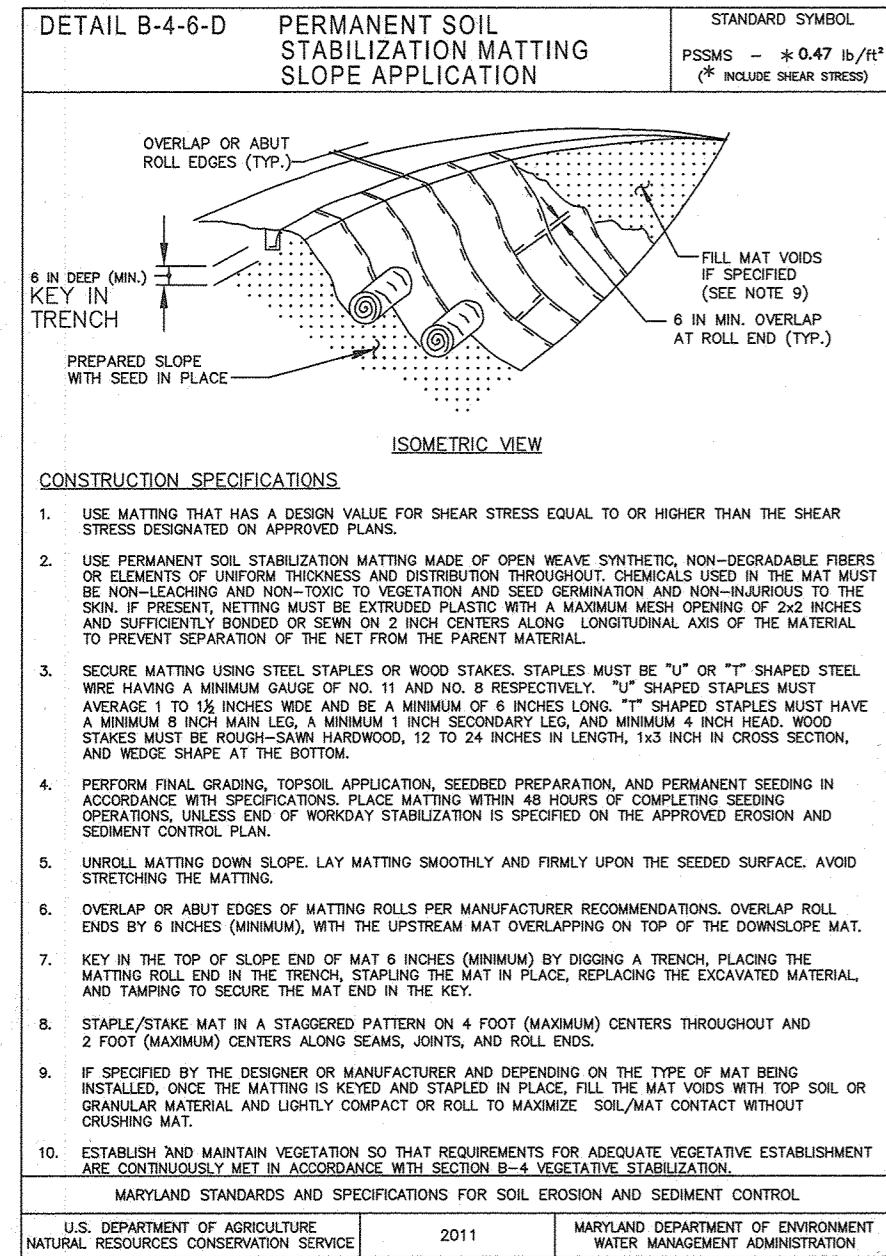 DETAIL B-4-6-D PERMANENT SOIL
STABILIZATION MATTING
SLOPE APPLICATION
STANDARD SYMBOL
PSSMS - * 0.47 lb/ft²
(* INCLUDE SHEAR STRESS)
OVERLAP OR ABUT
ROLL EDGES (TYP.)
6 IN DEEP (MIN.)
KEY IN
TRENCH
PREPARED SLOPE
WITH SEED IN PLACE
FILL MAT VOIDS
IF SPECIFIED
(SEE NOTE 9)
6 IN MIN. OVERLAP
AT ROLL END (TYP.)
ISOMETRIC VIEW
CONSTRUCTION SPECIFICATIONS
1. USE MATTING THAT HAS A DESIGN VALUE FOR SHEAR STRESS EQUAL TO OR HIGHER THAN THE SHEAR
STRESS DESIGNATED ON APPROVED PLANS.
2. USE PERMANENT SOIL STABILIZATION MATTING MADE OF OPEN WEAVE SYNTHETIC, NON-DEGRADABLE FIBERS
OR ELEMENTS OF UNIFORM THICKNESS AND DISTRIBUTION THROUGHOUT. CHEMICALS USED IN THE MAT MUST
BE NON-LEACHING AND NON-TOXIC TO VEGETATION AND SEED GERMINATION AND NON-INJURIOUS TO THE
SKIN. IF PRESENT, NETTING MUST BE EXTRUDED PLASTIC WITH A MAXIMUM MESH OPENING OF 2x2 INCHES
AND SUFFICIENTLY BONDED OR SEWN ON 2 INCH CENTERS ALONG LONGITUDINAL AXIS OF THE MATERIAL
TO PREVENT SEPARATION OF THE NET FROM THE PARENT MATERIAL.
3. SECURE MATTING USING STEEL STAPLES OR WOOD STAKES. STAPLES MUST BE "U" OR "T" SHAPED STEEL
WIRE HAVING A MINIMUM GAUGE OF NO. 11 AND NO. 8 RESPECTIVELY. "U" SHAPED STAPLES MUST
AVERAGE 1 TO 1½ INCHES WIDE AND BE A MINIMUM OF 6 INCHES LONG. "T" SHAPED STAPLES MUST HAVE
A MINIMUM 8 INCH MAIN LEG, A MINIMUM 1 INCH SECONDARY LEG, AND MINIMUM 4 INCH HEAD. WOOD
STAKES MUST BE ROUGH-SAWN HARDWOOD, 12 TO 24 INCHES IN LENGTH, 1x3 INCH IN CROSS SECTION,
AND WEDGE SHAPE AT THE BOTTOM.
4. PERFORM FINAL GRADING, TOPSOIL APPLICATION, SEEDBED PREPARATION, AND PERMANENT SEEDING IN
ACCORDANCE WITH SPECIFICATIONS. PLACE MATTING WITHIN 48 HOURS OF COMPLETING SEEDING
OPERATIONS, UNLESS END OF WORKDAY STABILIZATION IS SPECIFIED ON THE APPROVED EROSION AND
SEDIMENT CONTROL PLAN.
5. UNROLL MATTING DOWN SLOPE. LAY MATTING SMOOTHLY AND FIRMLY UPON THE SEEDED SURFACE. AVOID
STRETCHING THE MATTING.
6. OVERLAP OR ABUT EDGES OF MATTING ROLLS PER MANUFACTURER RECOMMENDATIONS. OVERLAP ROLL
ENDS BY 6 INCHES (MINIMUM), WITH THE UPSTREAM MAT OVERLAPPING ON TOP OF THE DOWNSLOPE MAT.
7. KEY IN THE TOP OF SLOPE END OF MAT 6 INCHES (MINIMUM) BY DIGGING A TRENCH, PLACING THE
MATTING ROLL END IN THE TRENCH, STAPLING THE MAT IN PLACE, REPLACING THE EXCAVATED MATERIAL,
AND TAMPING TO SECURE THE MAT END IN THE KEY.
8. STAPLE/STAKE MAT IN A STAGGERED PATTERN ON 4 FOOT (MAXIMUM) CENTERS THROUGHOUT AND
2 FOOT (MAXIMUM) CENTERS ALONG SEAMS, JOINTS, AND ROLL ENDS.
9. IF SPECIFIED BY THE DESIGNER OR MANUFACTURER AND DEPENDING ON THE TYPE OF MAT BEING
INSTALLED, ONCE THE MATTING IS KEYED AND STAPLED IN PLACE, FILL THE MAT VOIDS WITH TOP SOIL OR
GRANULAR MATERIAL AND LIGHTLY COMPACT OR ROLL TO MAXIMIZE SOIL/MAT CONTACT WITHOUT
CRUSHING MAT.
10. ESTABLISH AND MAINTAIN VEGETATION SO THAT REQUIREMENTS FOR ADEQUATE VEGETATIVE ESTABLISHMENT
ARE CONTINUOUSLY MET IN ACCORDANCE WITH SECTION B-4 VEGETATIVE STABILIZATION.
MARYLAND STANDARDS AND SPECIFICATIONS FOR SOIL EROSION AND SEDIMENT CONTROL
U.S. DEPARTMENT OF AGRICULTURE
NATURAL RESOURCES CONSERVATION SERVICE
2011
MARYLAND DEPARTMENT OF ENVIRONMENT
WATER MANAGEMENT ADMINISTRATION